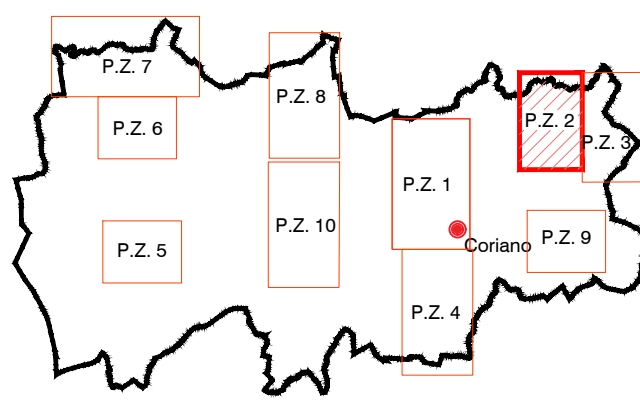 P.Z. 7
P.Z. 8
P.Z. 6
P.Z. 2
P.Z. 3
P.Z. 1
P.Z. 10
P.Z. 5
Coriano
P.Z. 9
P.Z. 4